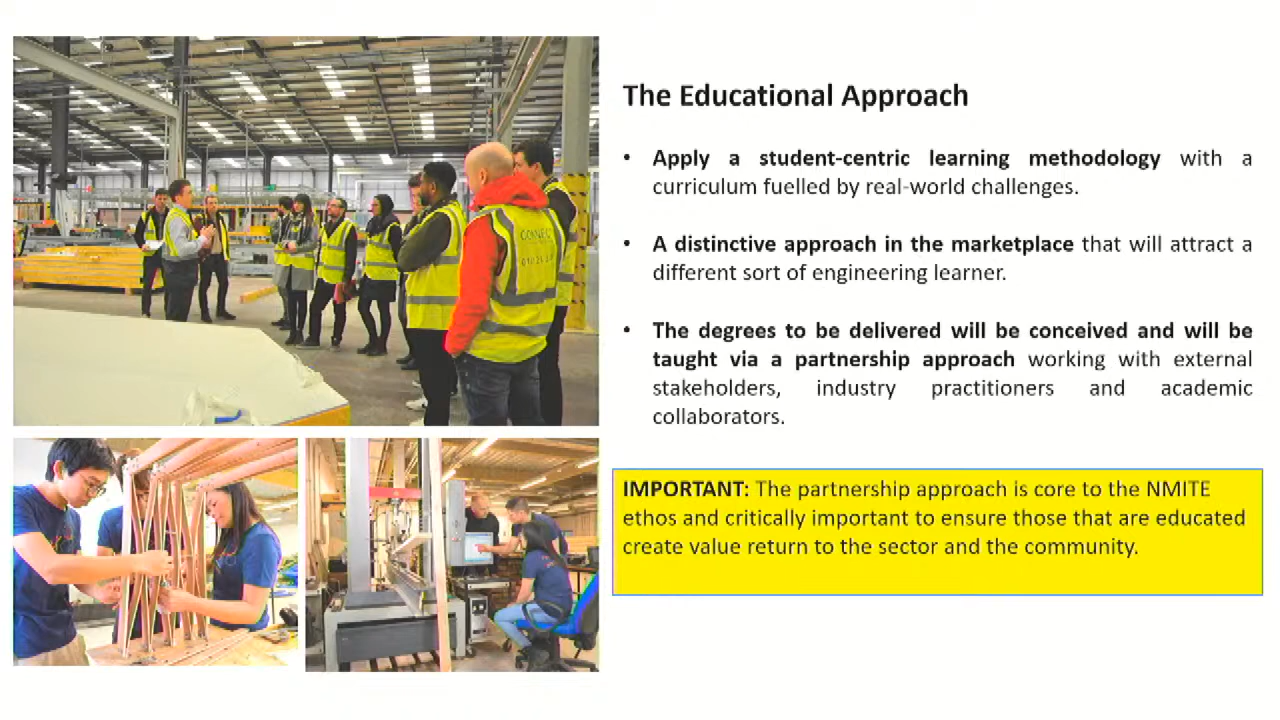 The Educational Approach
• Apply a student-centric learning methodology with a
curriculum fuelled by real-world challenges.
• A distinctive approach in the marketplace that will attract a
different sort of engineering learner.
• The degrees to be delivered will be conceived and will be
taught via a partnership approach working with external
stakeholders, industry practitioners and academic
collaborators.
IMPORTANT: The partnership approach is core to the NMITE
ethos and critically important to ensure those that are educated
create value return to the sector and the community.